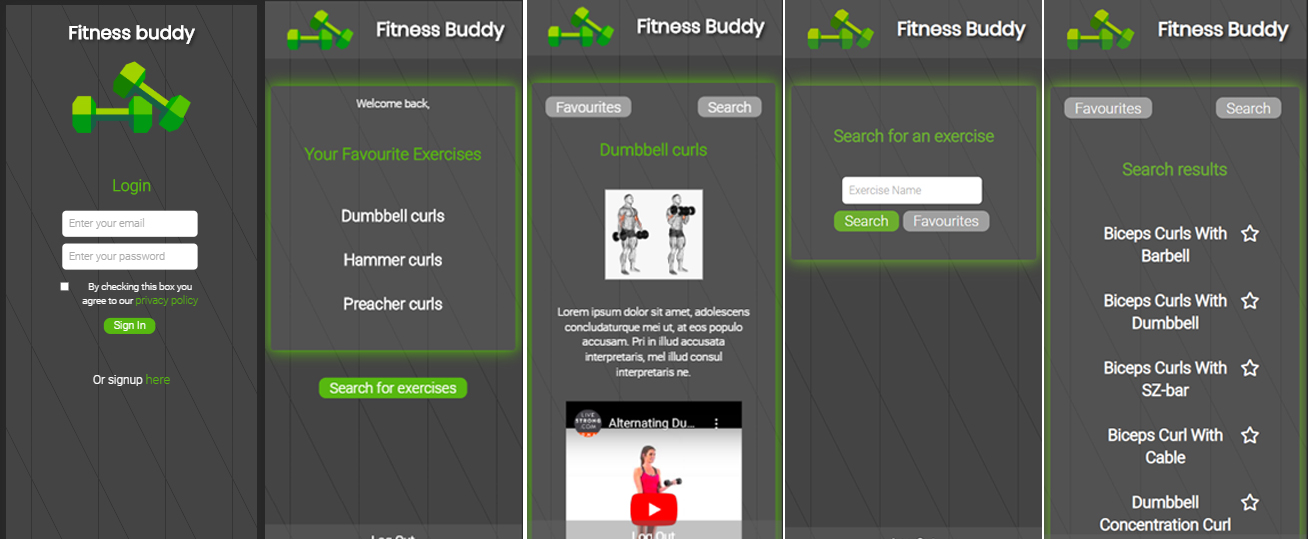 Fitness buddy
Login
Enter your email
Enter your password
By checking this box you
agree to our privacy policy
Sign In
Or signup here
Fitness Buddy
Welcome back,
Your Favourite Exercises
Dumbbell curls
Hammer curls
Preacher curls
Search for exercises
Log Out
Fitness Buddy
Favourites
Search
Dumbbell curls
Lorem ipsum dolor sit amet, adolescens
concludaturque mei ut, at eos populo
accusam. Pri in illud accusata
interpretaris, mel illud consul
interpretaris ne.
LIVE
STRONG
.COM
Alternating Du...
Log Out
Fitness Buddy
Search for an exercise
Exercise Name
Search
Favourites
Fitness Buddy
Favourites
Search
Search results
Biceps Curls With
Barbell
Biceps Curls With
Dumbbell
Biceps Curls With
SZ-bar
Biceps Curl With
Cable
Dumbbell
Concentration Curl